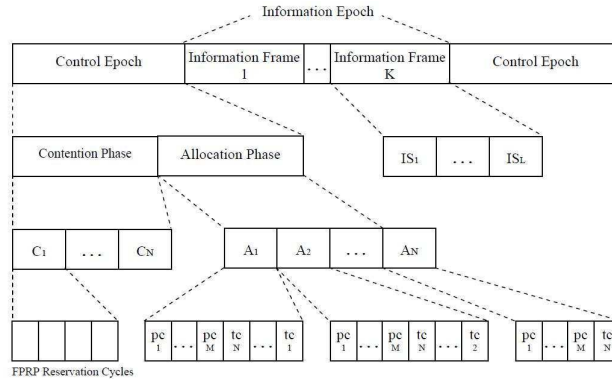 Information Epoch
Control Epoch Information Frame 1 ... Information Frame K Control Epoch
Contention Phase Allocation Phase IS1 ... ISL
C1 ... CN A1 A2 ... AN
pc 1 ... pc M tc N ... tc 1 pc 1 ... pc M tc N ... tc 2 pc 1 ... pc M tc N
FPRP Reservation Cycles